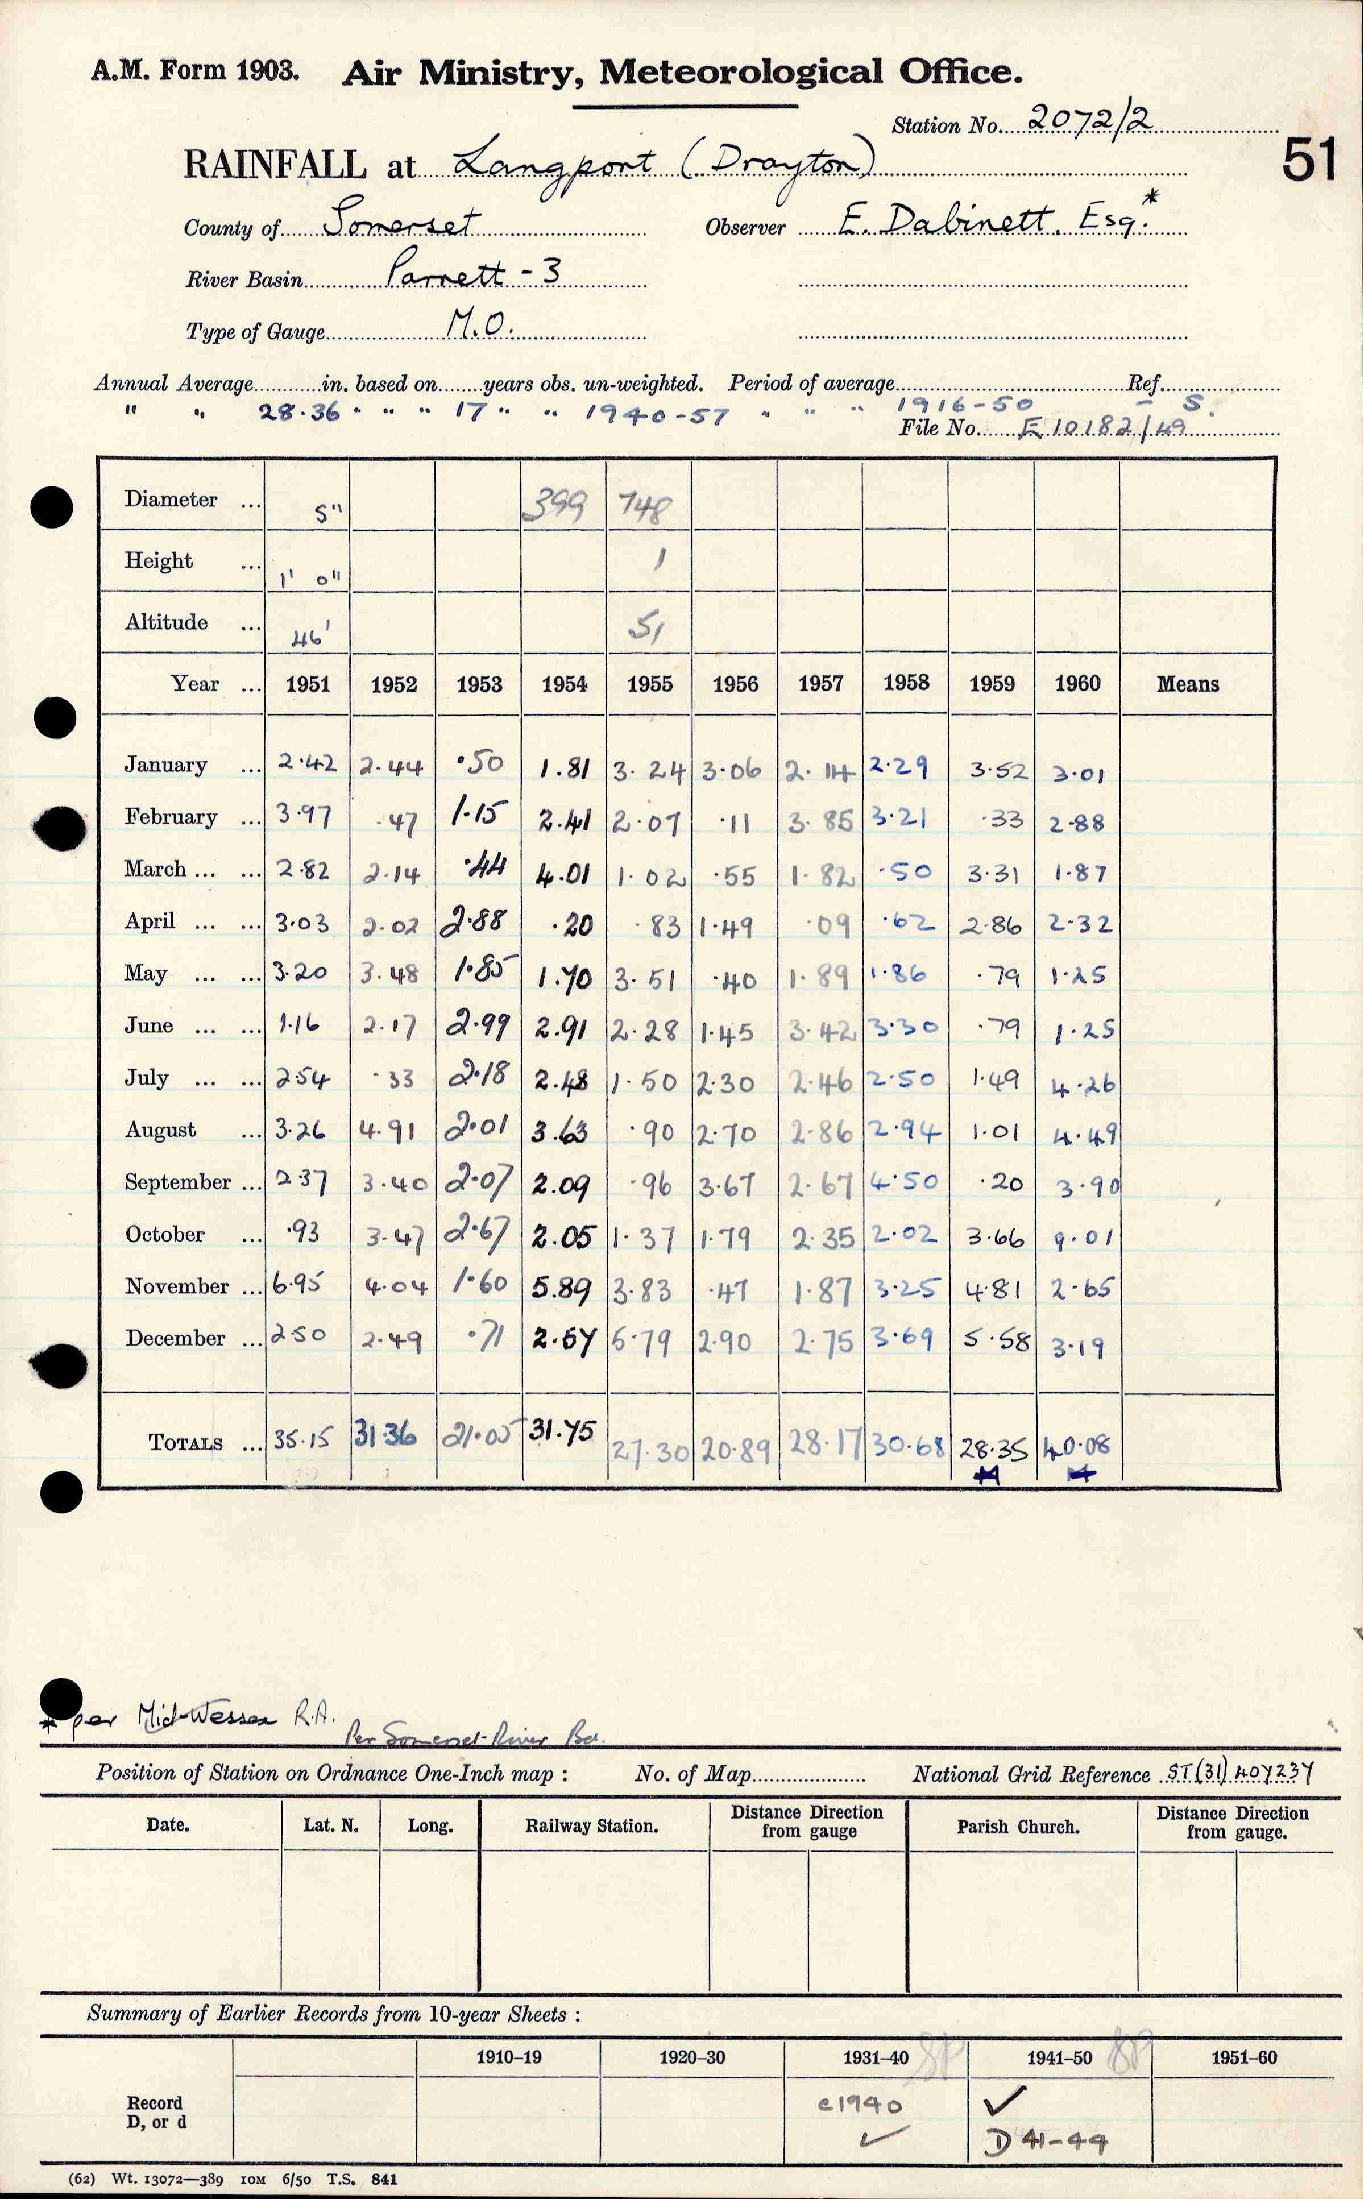 A.M. Form 1903. Air Ministry, Meteorological Office.
Station No. 2072/2
51
RAINFALL at Langport (Drayton)
County of Somerset Observer E. Dabinett. Esq.*
River Basin Parrett - 3
Type of Gauge M.O.
Annual Average in. based on years obs. un-weighted. Period of average Ref.
" " 28.36 " " " 17 " " 1940-57 " " " 1916-50 - S.
File No. E 10182/49
Diameter ... 5" 399 748
Height ... 1' 0" 1
Altitude ... 46' 51
Year ... 1951 1952 1953 1954 1955 1956 1957 1958 1959 1960 Means
January ... 2.42 2.44 .50 1.81 3.24 3.06 2.14 2.29 3.52 3.01
February ... 3.97 .47 1.15 2.41 2.07 .11 3.85 3.21 .33 2.88
March ... ... 2.82 2.14 .44 4.01 1.02 .55 1.82 .50 3.31 1.87
April ... ... 3.03 2.02 2.88 .20 .83 1.49 .09 .62 2.86 2.32
May ... ... 3.20 3.48 1.85 1.70 3.51 .40 1.89 1.86 .79 1.25
June ... ... 1.16 2.17 2.99 2.91 2.28 1.45 3.42 3.30 .79 1.25
July ... ... 2.54 .33 2.18 2.48 1.50 2.30 2.46 2.50 1.49 4.26
August ... 3.26 4.91 2.01 3.63 .90 2.70 2.86 2.94 1.01 4.49
September ... 2.37 3.40 2.07 2.09 .96 3.67 2.67 4.50 .20 3.90
October ... .93 3.47 2.67 2.05 1.37 1.79 2.35 2.02 3.66 9.01
November ... 6.95 4.04 1.60 5.89 3.83 .47 1.87 3.25 4.81 2.65
December ... 2.50 2.49 .71 2.57 5.79 2.90 2.75 3.69 5.58 3.19
TOTALS ... 35.15 31.36 21.05 31.75 27.30 20.89 28.17 30.68 28.35 40.08
* per Mid-Wessex R.A.
Per Somerset River Bd.
Position of Station on Ordnance One-Inch map : No. of Map National Grid Reference ST(31) 407237
Date. Lat. N. Long. Railway Station. Distance Direction from gauge Parish Church. Distance Direction from gauge.
Summary of Earlier Records from 10-year Sheets :
1910–19 1920–30 1931–40 1941–50 1951–60
Record c1940 ✓
D, or d ✓ D 41-44
(62) Wt. 13072—389 10M 6/50 T.S. 841